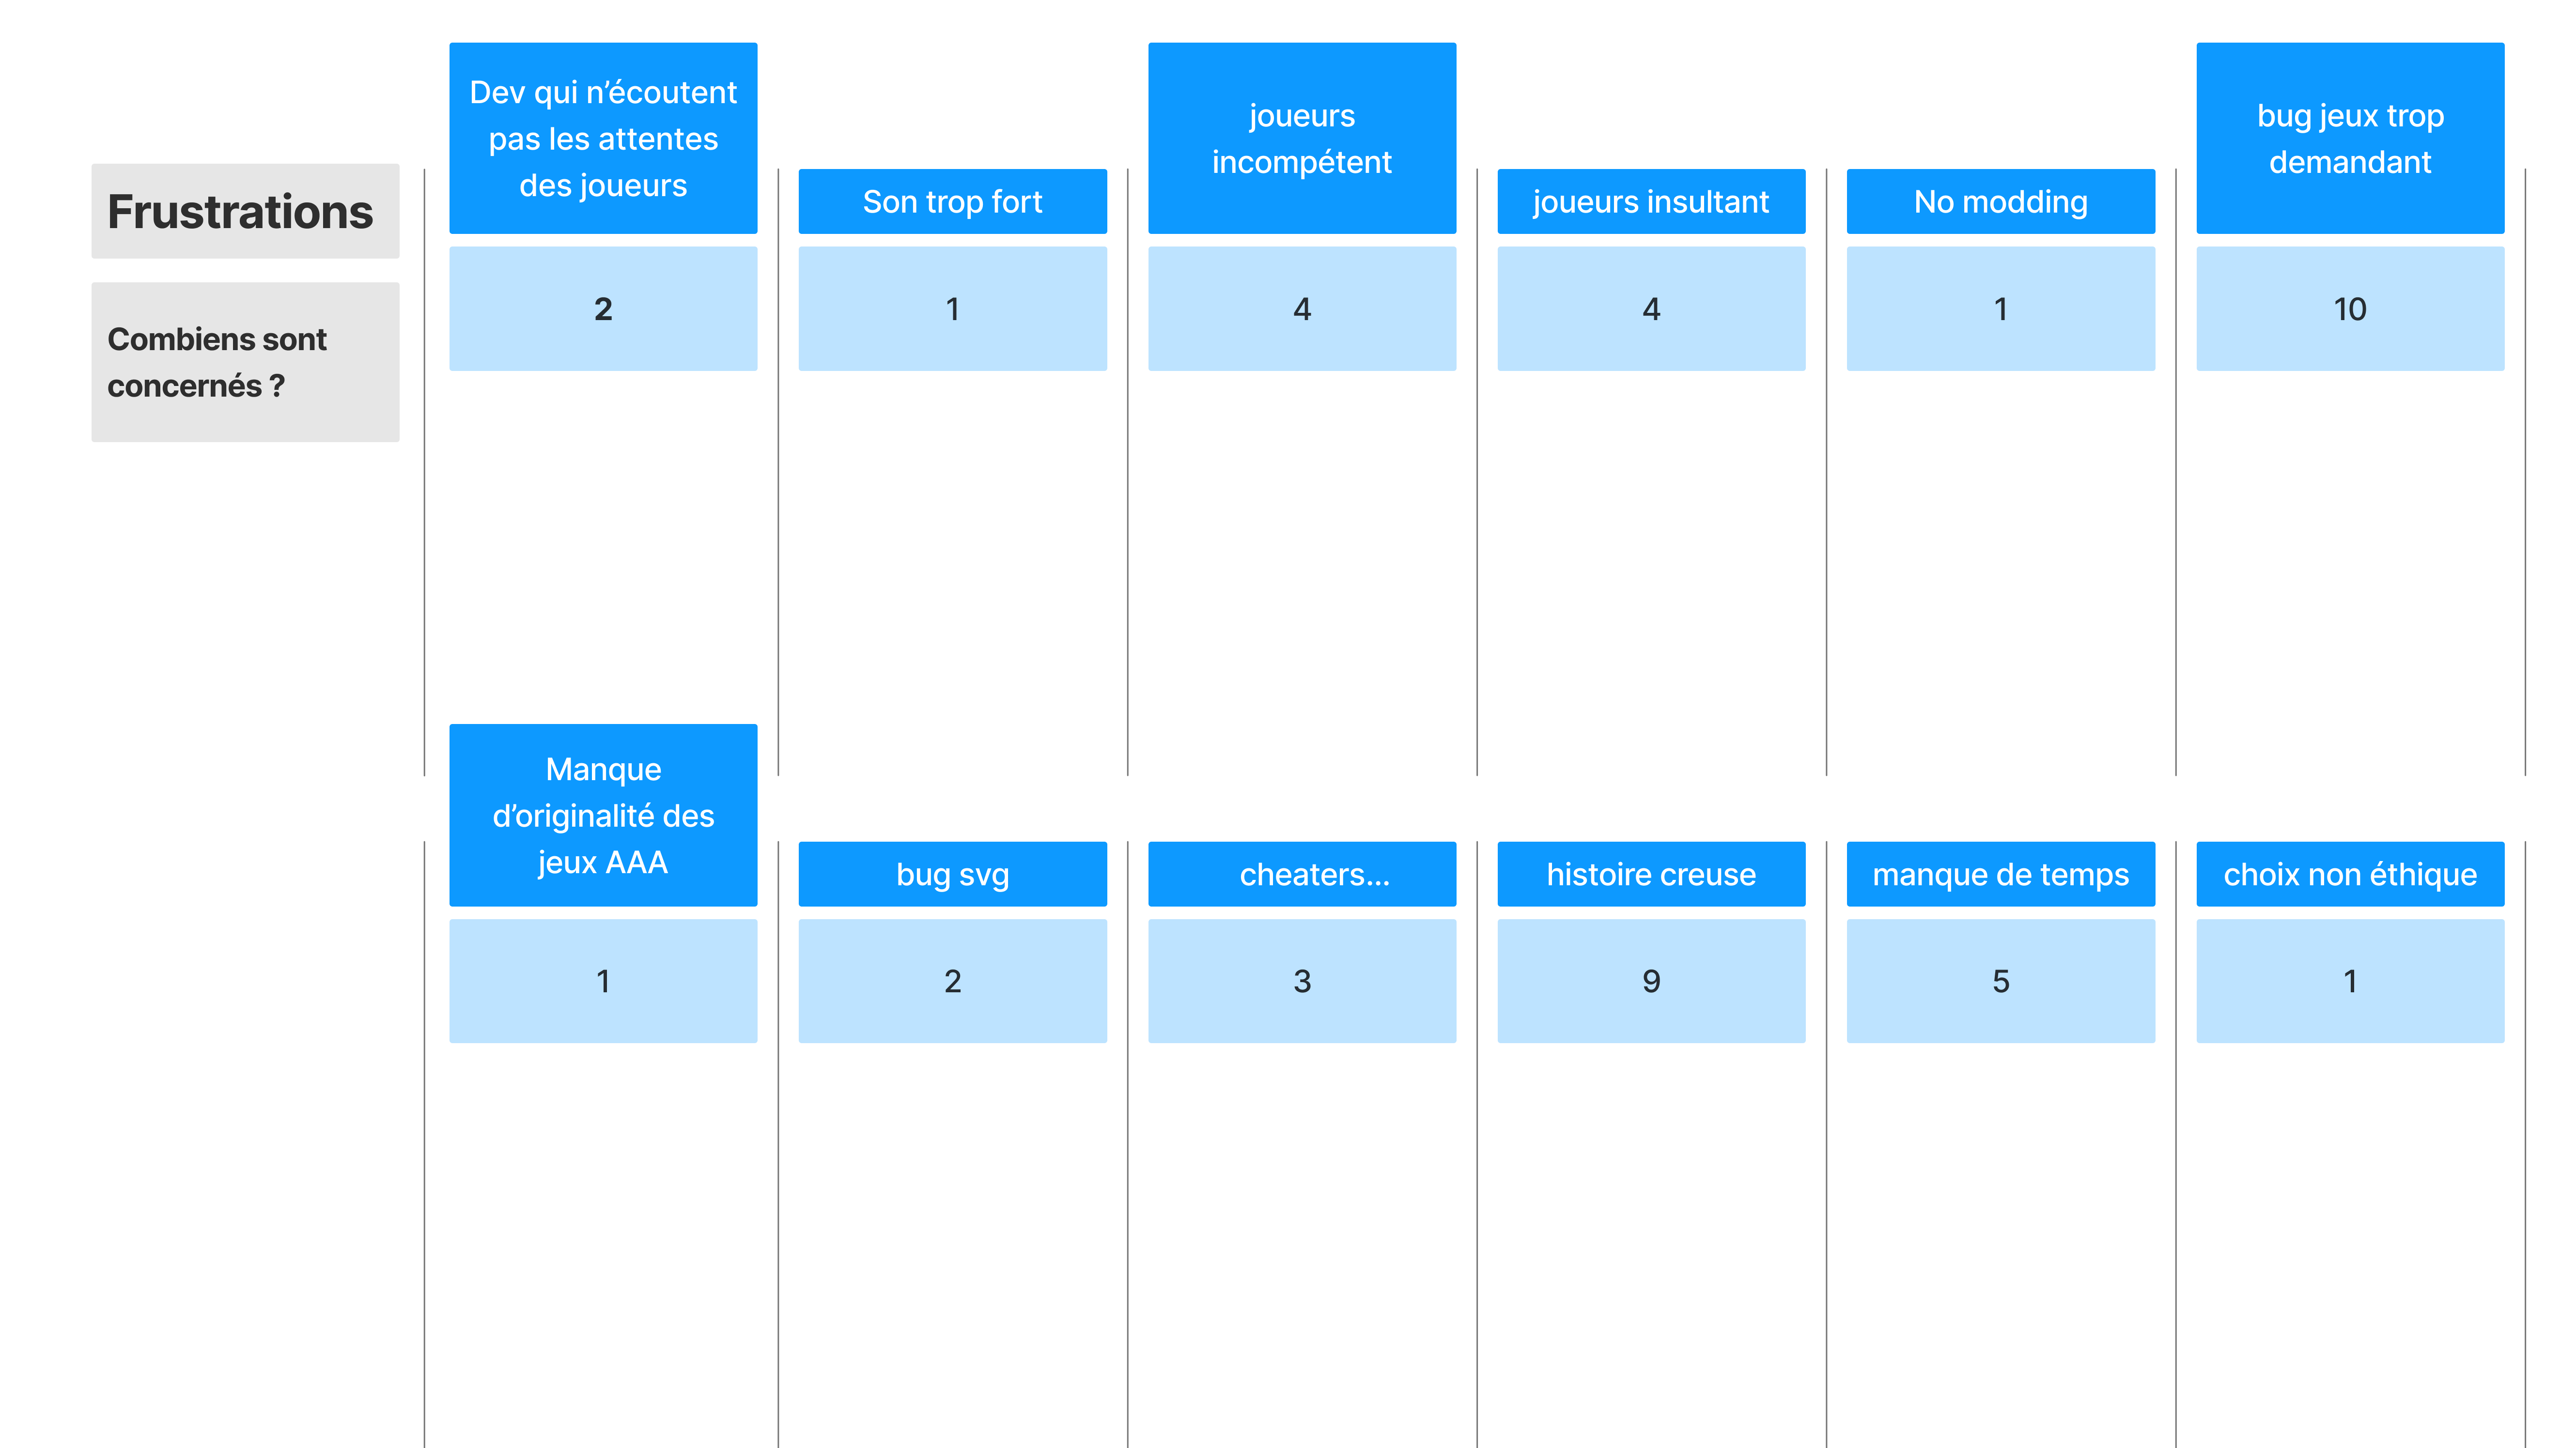 Frustrations
Combiens sont
concernés ?
Dev qui n’écoutent
pas les attentes
des joueurs
2
Son trop fort
1
joueurs
incompétent
4
joueurs insultant
4
No modding
1
bug jeux trop
demandant
10
Manque
d’originalité des
jeux AAA
1
bug svg
2
cheaters...
3
histoire creuse
9
manque de temps
5
choix non éthique
1